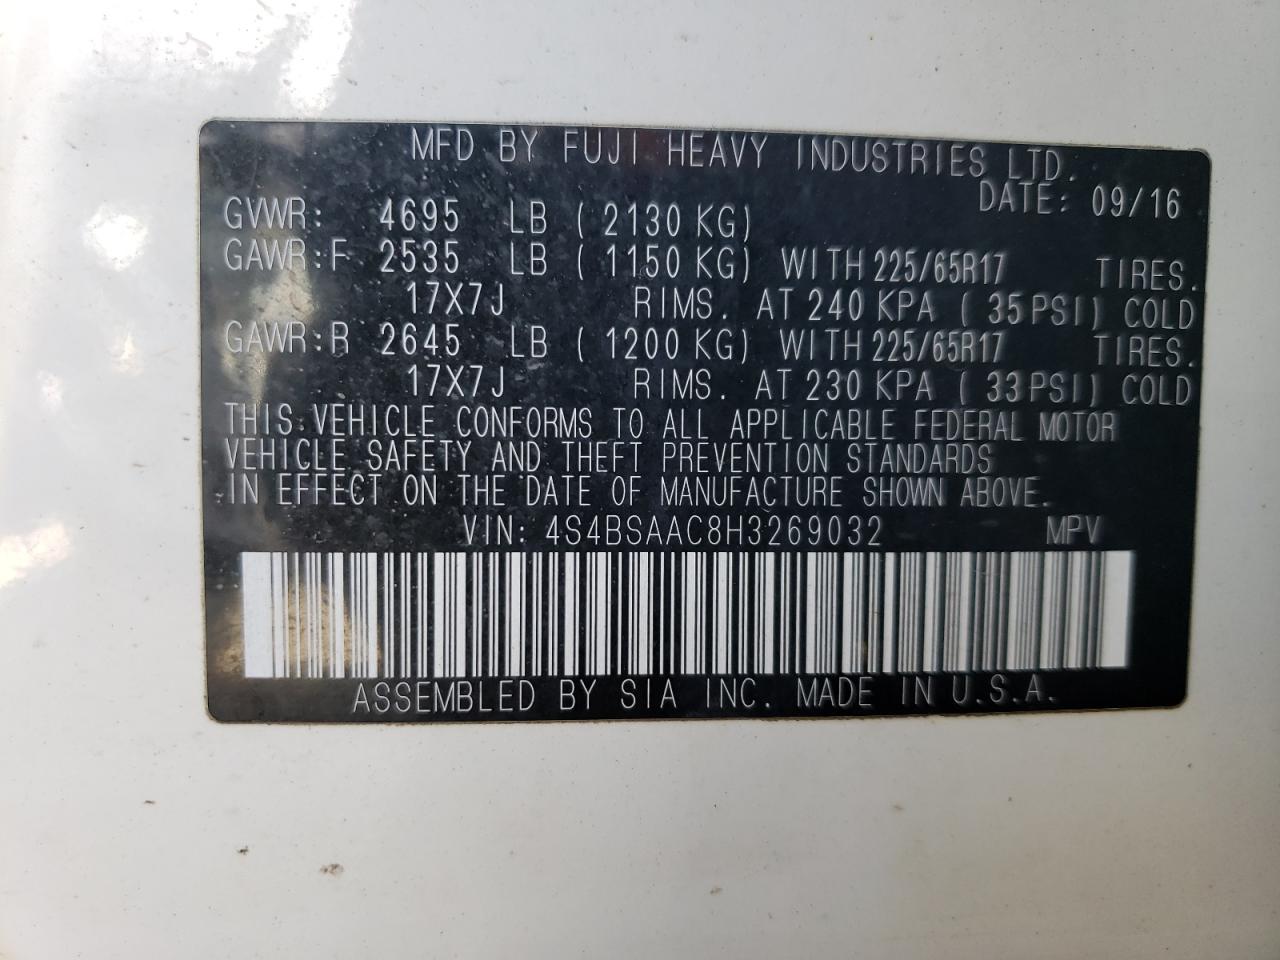 MFD BY FUJI HEAVY INDUSTRIES LTD.
DATE: 09/16
GVWR: 4695 LB ( 2130 KG)
GAWR:F 2535 LB ( 1150 KG) WITH 225/65R17 TIRES.
17X7J RIMS. AT 240 KPA ( 35 PSI) COLD
GAWR:R 2645 LB ( 1200 KG) WITH 225/65R17 TIRES.
17X7J RIMS. AT 230 KPA ( 33 PSI) COLD
THIS VEHICLE CONFORMS TO ALL APPLICABLE FEDERAL MOTOR
VEHICLE SAFETY AND THEFT PREVENTION STANDARDS
IN EFFECT ON THE DATE OF MANUFACTURE SHOWN ABOVE.
VIN: 4S4BSAAC8H3269032 MPV
ASSEMBLED BY SIA INC. MADE IN U.S.A.